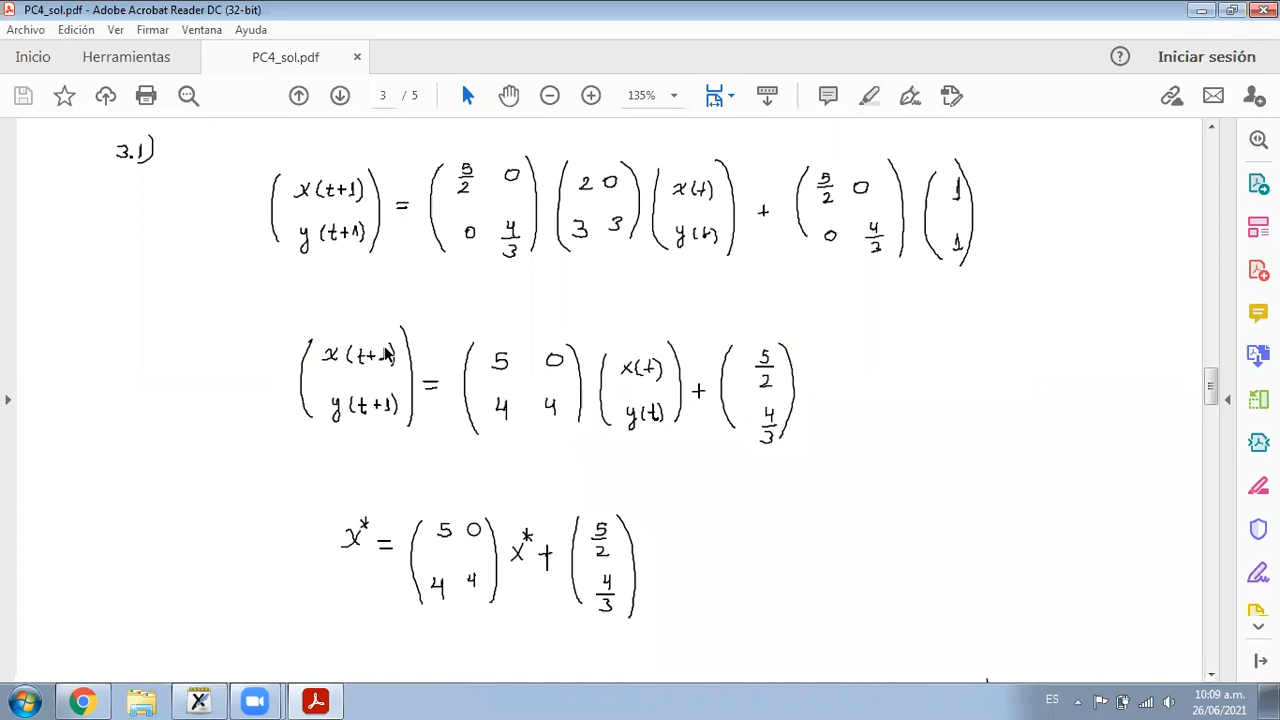 PC4_sol.pdf - Adobe Acrobat Reader DC (32-bit)
Archivo Edición Ver Firmar Ventana Ayuda
Inicio Herramientas PC4_sol.pdf × Iniciar sesión
3 / 5 135%
3.1)
( x(t+1) ; y(t+1) ) = ( 5/2 0 ; 0 4/3 ) ( 2 0 ; 3 3 ) ( x(t) ; y(t) ) + ( 5/2 0 ; 0 4/3 ) ( 1 ; 1 )
( x(t+1) ; y(t+1) ) = ( 5 0 ; 4 4 ) ( x(t) ; y(t) ) + ( 5/2 ; 4/3 )
x* = ( 5 0 ; 4 4 ) x* + ( 5/2 ; 4/3 )
ES 10:09 a.m.
26/06/2021